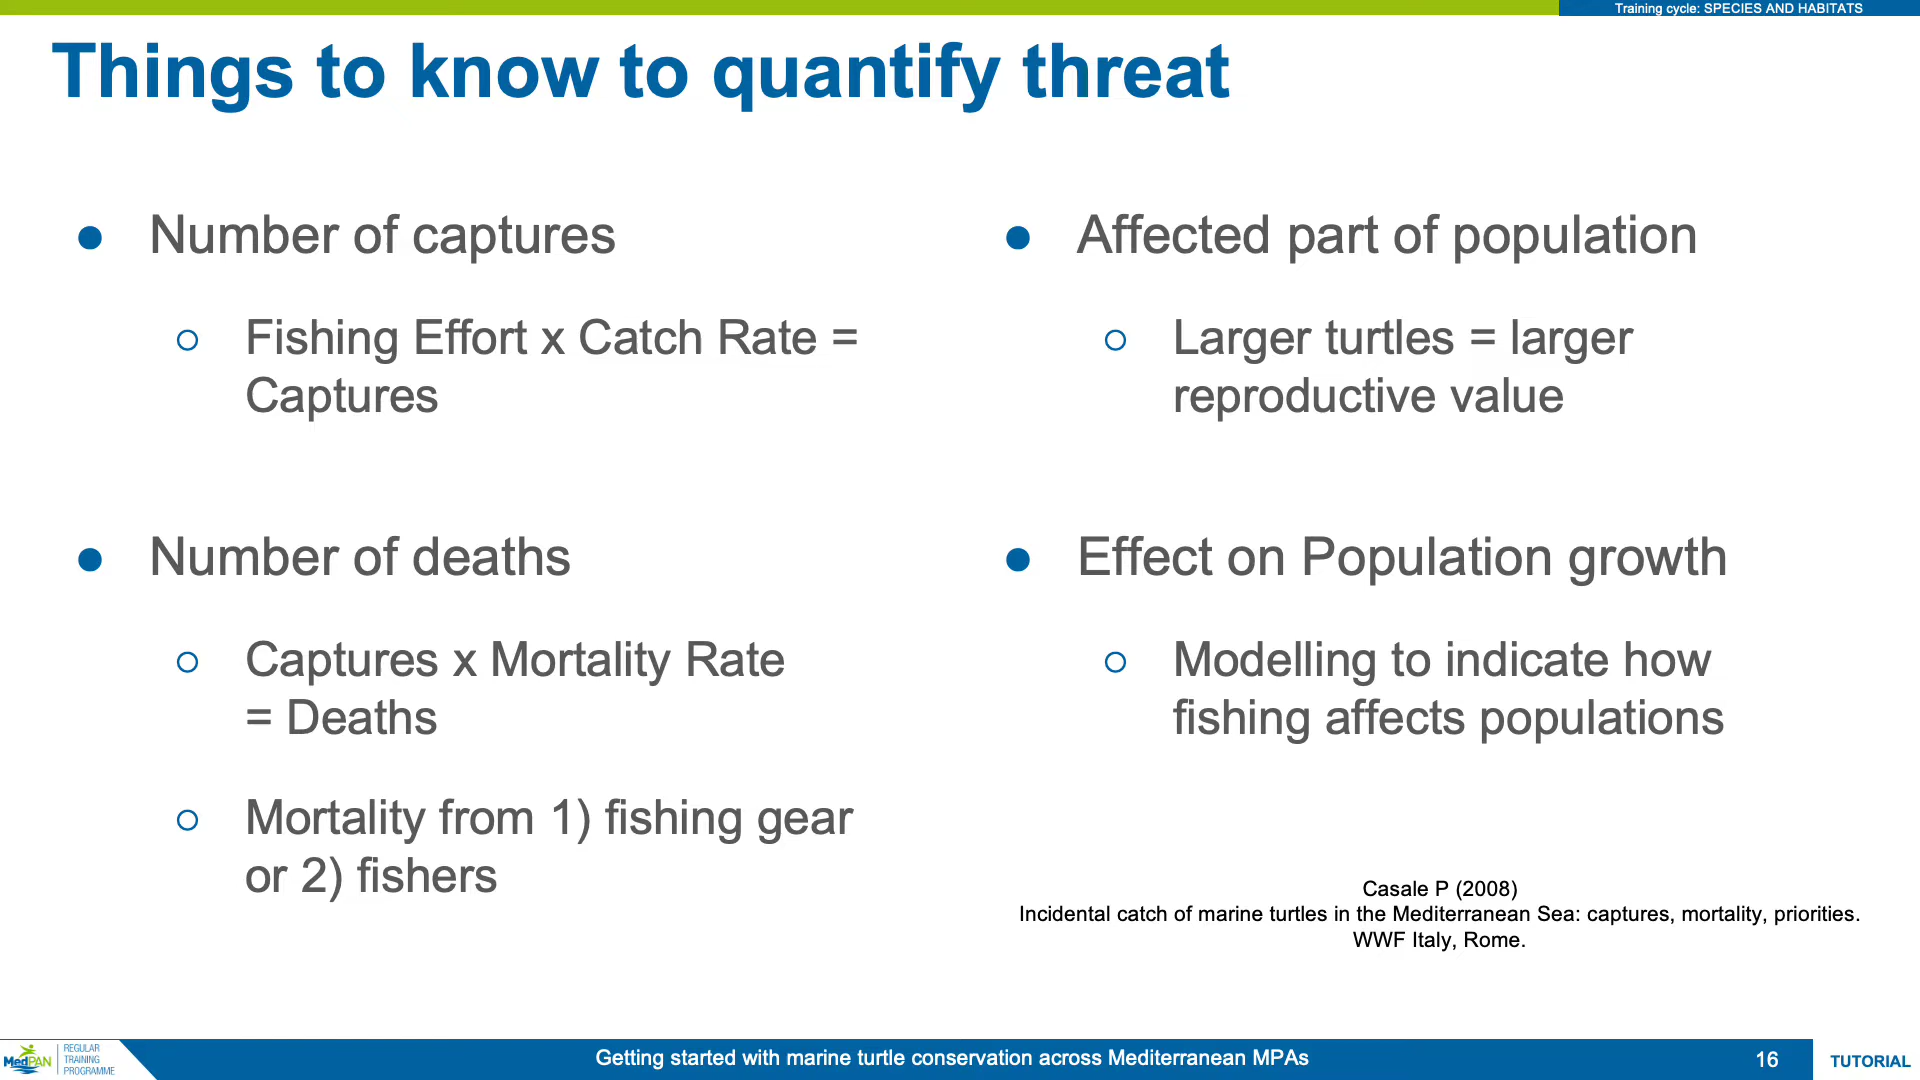 Training cycle: SPECIES AND HABITATS
Things to know to quantify threat
● Number of captures
○ Fishing Effort x Catch Rate =
Captures
● Number of deaths
○ Captures x Mortality Rate
= Deaths
○ Mortality from 1) fishing gear
or 2) fishers
● Affected part of population
○ Larger turtles = larger
reproductive value
● Effect on Population growth
○ Modelling to indicate how
fishing affects populations
Casale P (2008)
Incidental catch of marine turtles in the Mediterranean Sea: captures, mortality, priorities.
WWF Italy, Rome.
MedPAN
REGULAR
TRAINING
PROGRAMME
Getting started with marine turtle conservation across Mediterranean MPAs
16
TUTORIAL